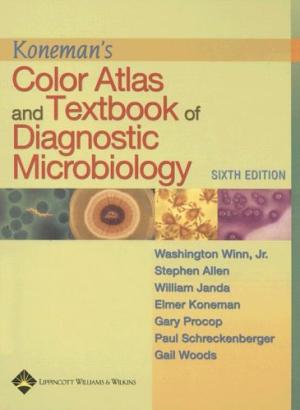 Koneman's
Color Atlas
and Textbook of
Diagnostic
Microbiology
SIXTH EDITION
Washington Winn, Jr.
Stephen Allen
William Janda
Elmer Koneman
Gary Procop
Paul Schreckenberger
Gail Woods
LIPPINCOTT WILLIAMS & WILKINS